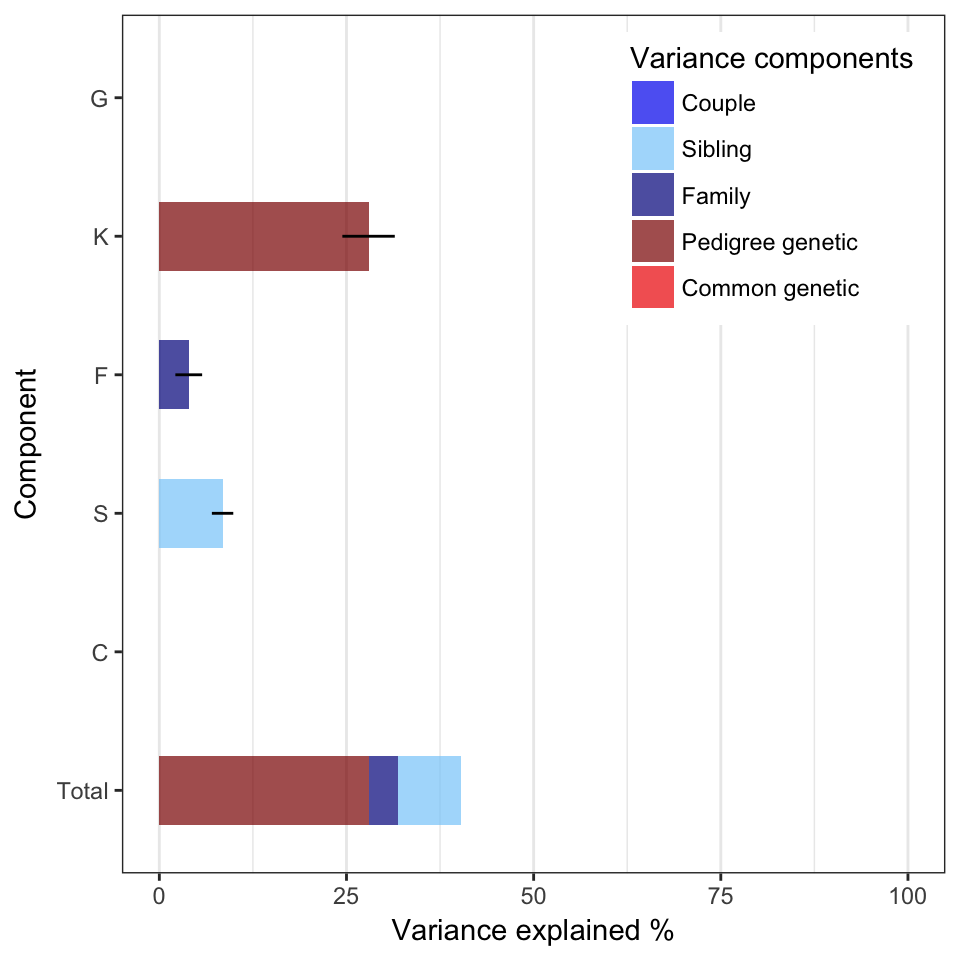 Variance components
Couple
Sibling
Family
Pedigree genetic
Common genetic
G
K
F
S
C
Total
Component
0 25 50 75 100
Variance explained %